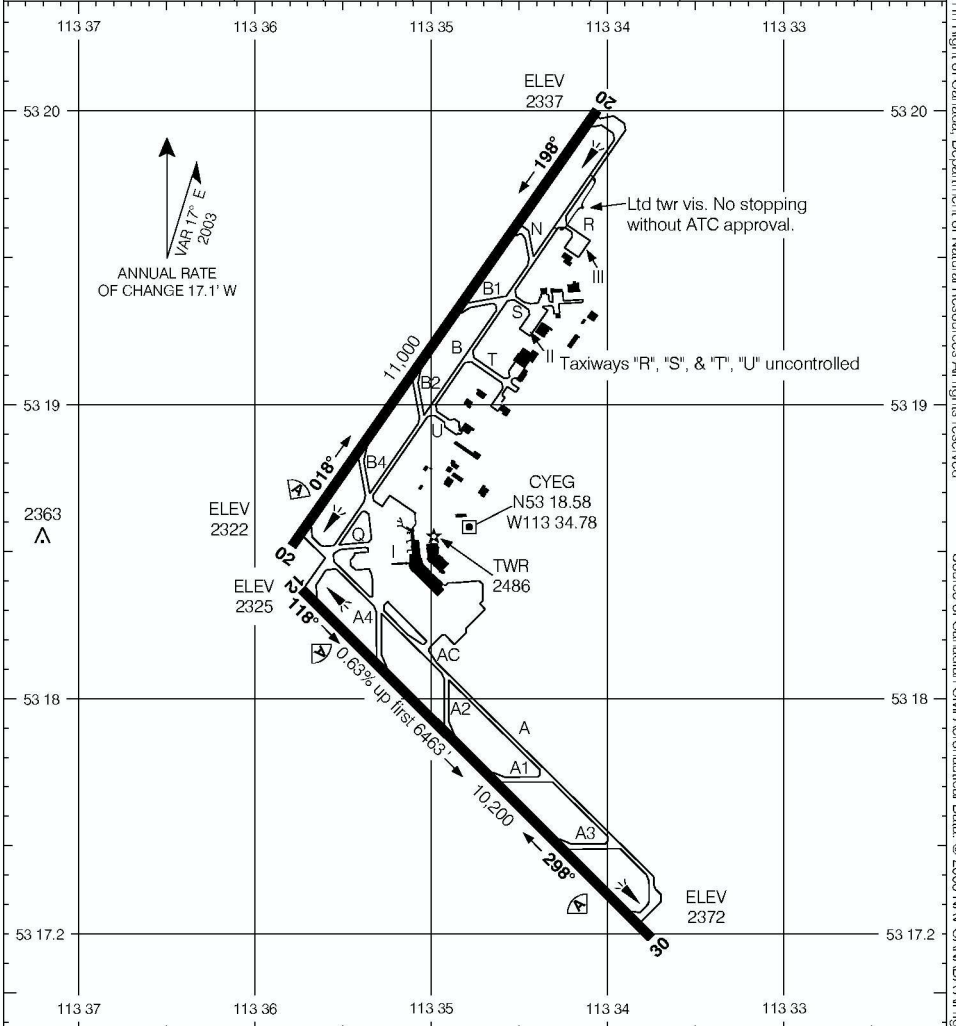 113 37
113 35
113 34
113 33
ELEV
2337
20
53 20
53 20
198°
VAR 17° E
2003
ANNUAL RATE
OF CHANGE 17.1' W
N
R
Ltd twr vis. No stopping
without ATC approval.
III
B1
S
11,000
B
T
II
Taxiways "R", "S", & "T", "U" uncontrolled
B2
53 19
53 19
U
B4
018°
A
CYEG
N53 18.58
W113 34.78
ELEV
2322
2363
Q
I
02
TWR
2486
ELEV
2325
12
118°
A4
A
AC
0.63% up first 6463'
53 18
53 18
A2
A
A1
10,200
A3
298°
A
ELEV
2372
53 17.2
53 17.2
30
113 37
113 35
113 34
113 33